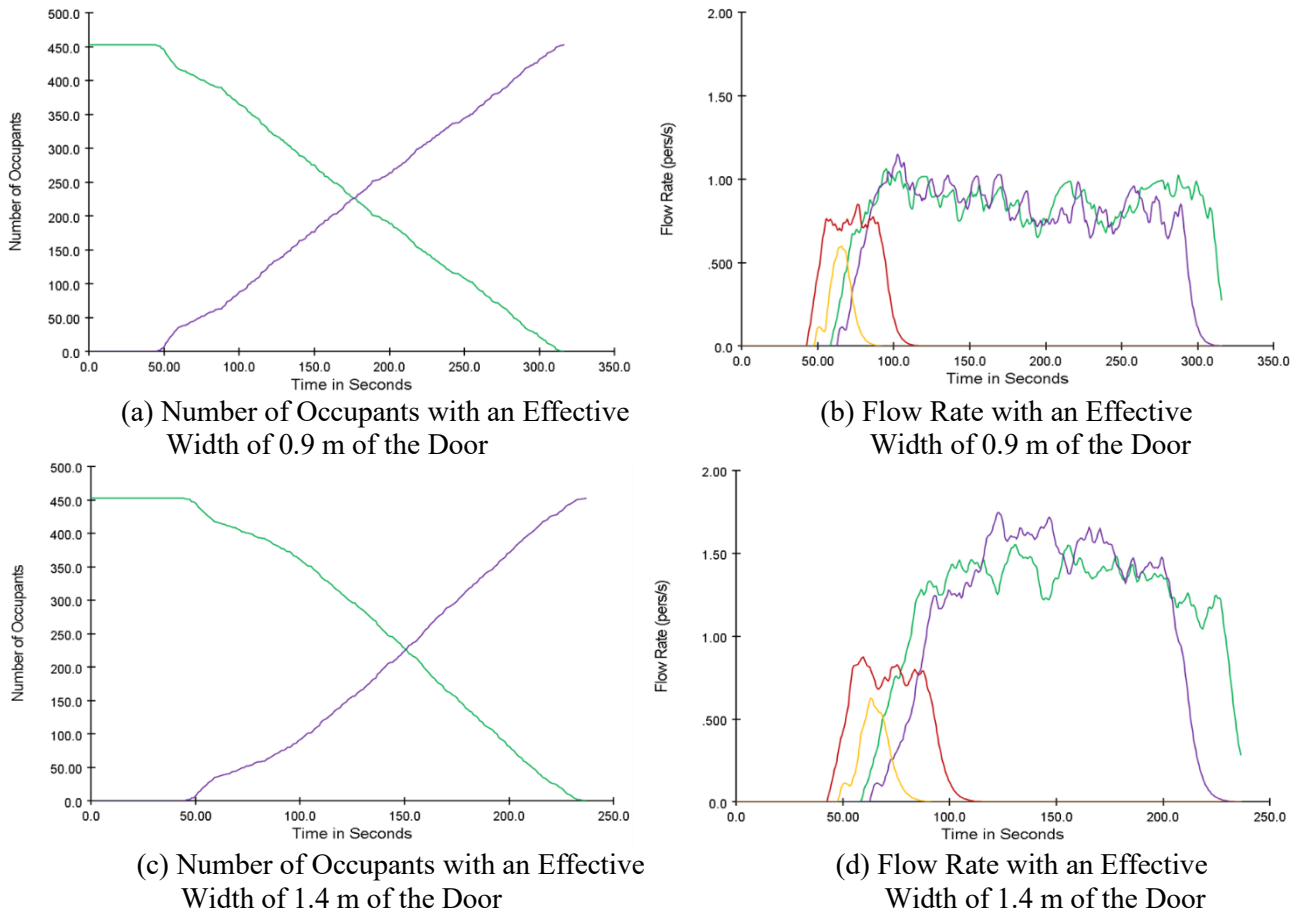 500.0
450.0
400.0
350.0
300.0
250.0
200.0
150.0
100.0
50.00
0.0
Number of Occupants
0.0 50.00 100.0 150.0 200.0 250.0 300.0 350.0
Time in Seconds
(a) Number of Occupants with an Effective
Width of 0.9 m of the Door
2.00
1.50
1.00
.500
0.0
Flow Rate (pers/s)
0.0 50.00 100.0 150.0 200.0 250.0 300.0 350.0
Time in Seconds
(b) Flow Rate with an Effective
Width of 0.9 m of the Door
500.0
450.0
400.0
350.0
300.0
250.0
200.0
150.0
100.0
50.00
0.0
Number of Occupants
0.0 50.00 100.0 150.0 200.0 250.0
Time in Seconds
(c) Number of Occupants with an Effective
Width of 1.4 m of the Door
2.00
1.50
1.00
.500
0.0
Flow Rate (pers/s)
0.0 50.00 100.0 150.0 200.0 250.0
Time in Seconds
(d) Flow Rate with an Effective
Width of 1.4 m of the Door